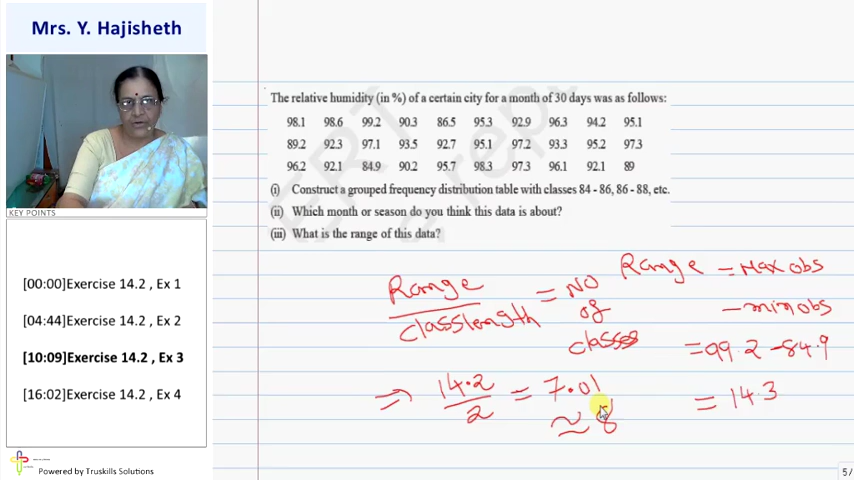 Mrs. Y. Hajisheth
The relative humidity (in %) of a certain city for a month of 30 days was as follows:
98.1 98.6 99.2 90.3 86.5 95.3 92.9 96.3 94.2 95.1
89.2 92.3 97.1 93.5 92.7 95.1 97.2 93.3 95.2 97.3
96.2 92.1 84.9 90.2 95.7 98.3 97.3 96.1 92.1 89
(i) Construct a grouped frequency distribution table with classes 84 - 86, 86 - 88, etc.
(ii) Which month or season do you think this data is about?
(iii) What is the range of this data?
KEY POINTS
[00:00]Exercise 14.2 , Ex 1
[04:44]Exercise 14.2 , Ex 2
[10:09]Exercise 14.2 , Ex 3
[16:02]Exercise 14.2 , Ex 4
Range / classlength = No of classes
⇒ 14.2 / 2 = 7.01
≈ 8
Range = Max obs
- min obs
= 99.2 - 84.9
= 14.3
Powered by Truskills Solutions
5/